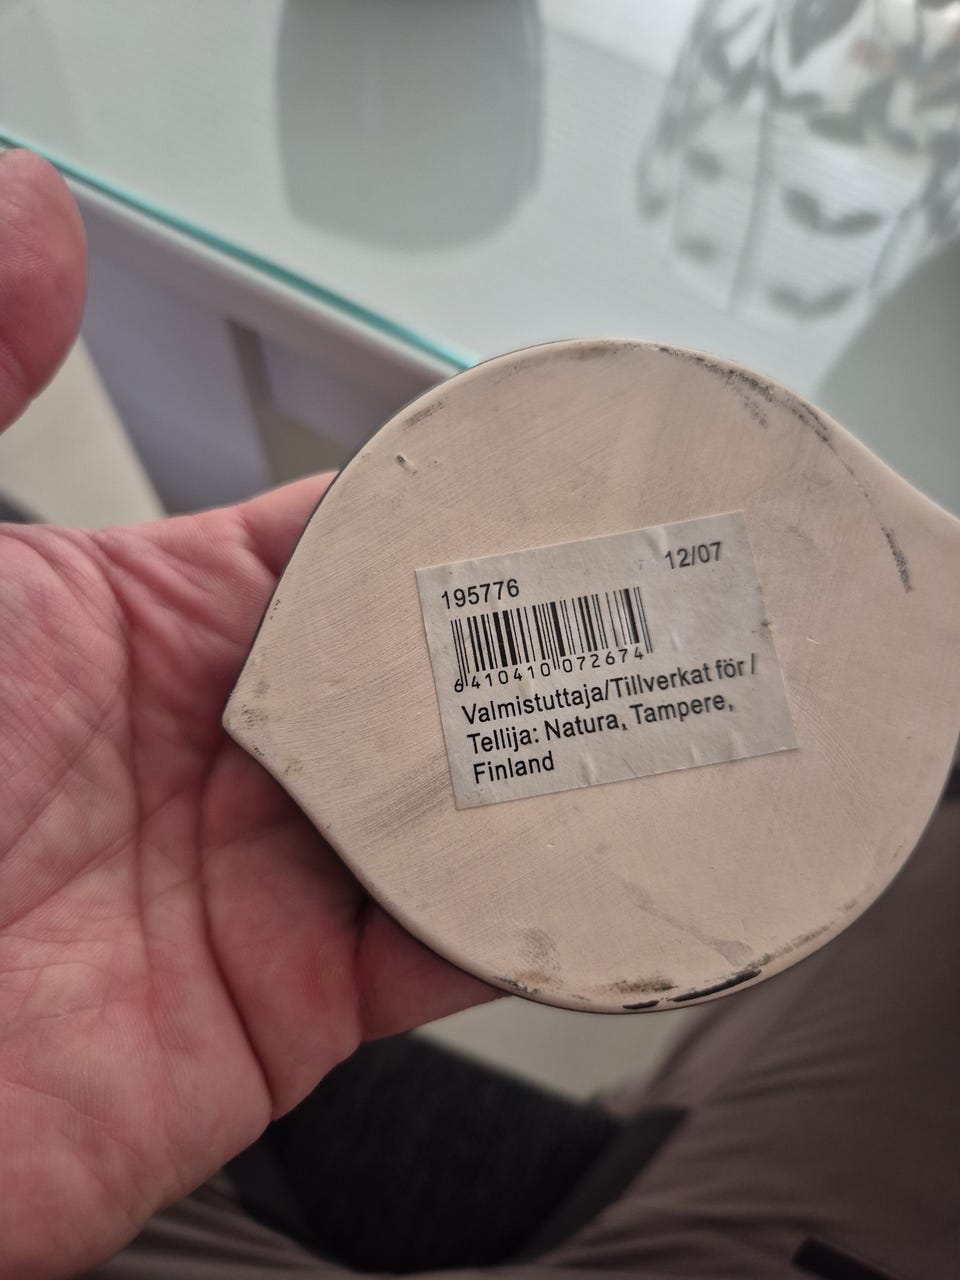 12/07
195776
6410410072674
Valmistuttaja/Tillverkat för /
Tellija: Natura, Tampere,
Finland